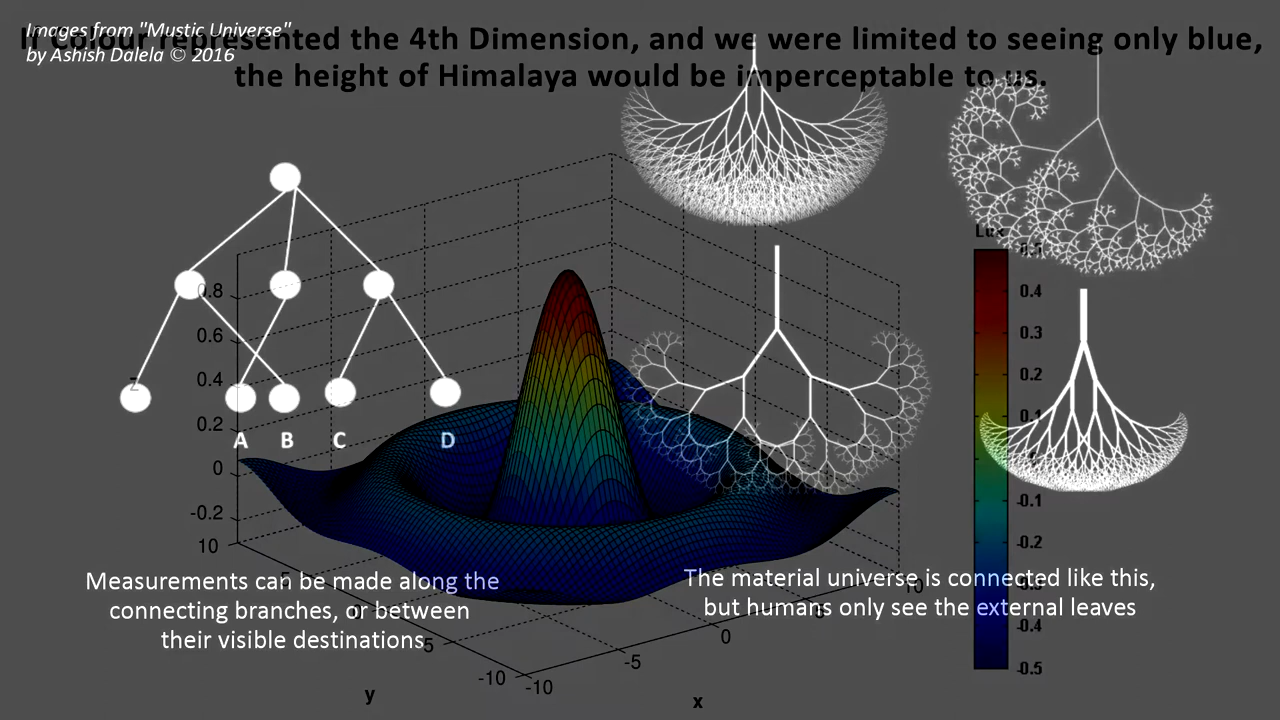 Images from "Mustic Universe"
by Ashish Dalela © 2016
If Colour represented the 4th Dimension, and we were limited to seeing only blue,
the height of Himalaya would be imperceptable to us.
0.8
0.6
0.4
0.2
0
-0.2
z
A B C D
0.4
0.3
0.2
0.1
0
-0.1
-0.2
-0.4
-0.5
10
0
-5
-10
y
-10
-5
0
5
10
x
Measurements can be made along the
connecting branches, or between
their visible destinations
The material universe is connected like this,
but humans only see the external leaves